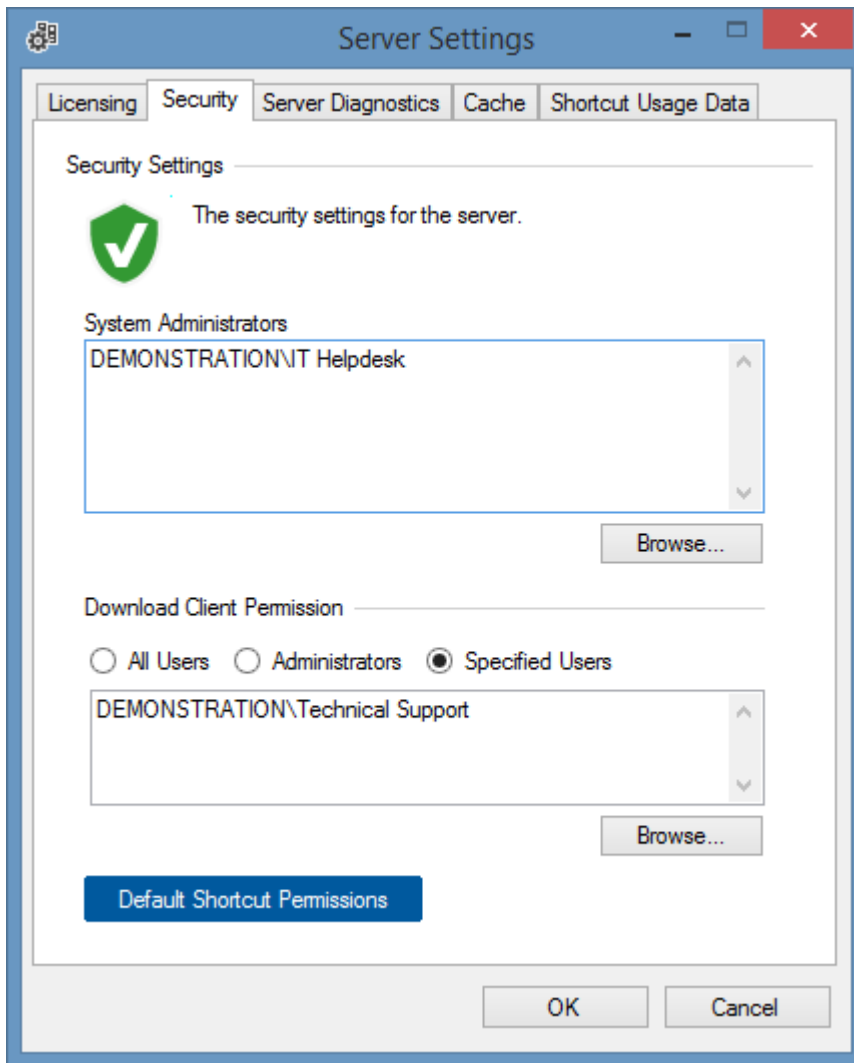 Server Settings
Licensing Security Server Diagnostics Cache Shortcut Usage Data
Security Settings
The security settings for the server.
System Administrators
DEMONSTRATION\IT Helpdesk
Browse...
Download Client Permission
All Users Administrators Specified Users
DEMONSTRATION\Technical Support
Browse...
Default Shortcut Permissions
OK Cancel